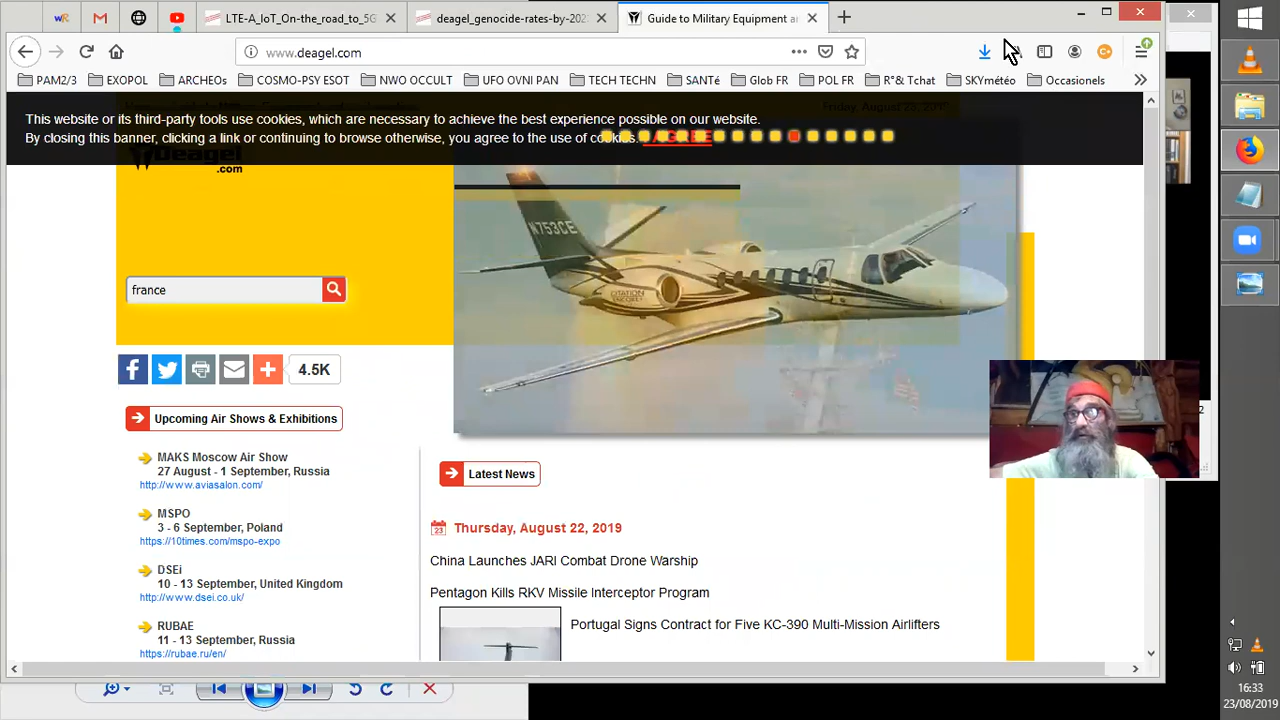 LTE-A_IoT_On-the_road_to_5G
deagel_genocide-rates-by-202
Guide to Military Equipment an
www.deagel.com
PAM2/3
EXOPOL
ARCHEOs
COSMO-PSY ESOT
NWO OCCULT
UFO OVNI PAN
TECH TECHN
SANTé
Glob FR
POL FR
R°& Tchat
SKYmétéo
Occasionels
This website or its third-party tools use cookies, which are necessary to achieve the best experience possible on our website.
By closing this banner, clicking a link or continuing to browse otherwise, you agree to the use of cookies.
Deagel
.com
N753CE
france
4.5K
Upcoming Air Shows & Exhibitions
MAKS Moscow Air Show
27 August - 1 September, Russia
http://www.aviasalon.com/
MSPO
3 - 6 September, Poland
https://10times.com/mspo-expo
DSEi
10 - 13 September, United Kingdom
http://www.dsei.co.uk/
RUBAE
11 - 13 September, Russia
https://rubae.ru/en/
Latest News
23
Thursday, August 22, 2019
China Launches JARI Combat Drone Warship
Pentagon Kills RKV Missile Interceptor Program
Portugal Signs Contract for Five KC-390 Multi-Mission Airlifters
16:33
23/08/2019